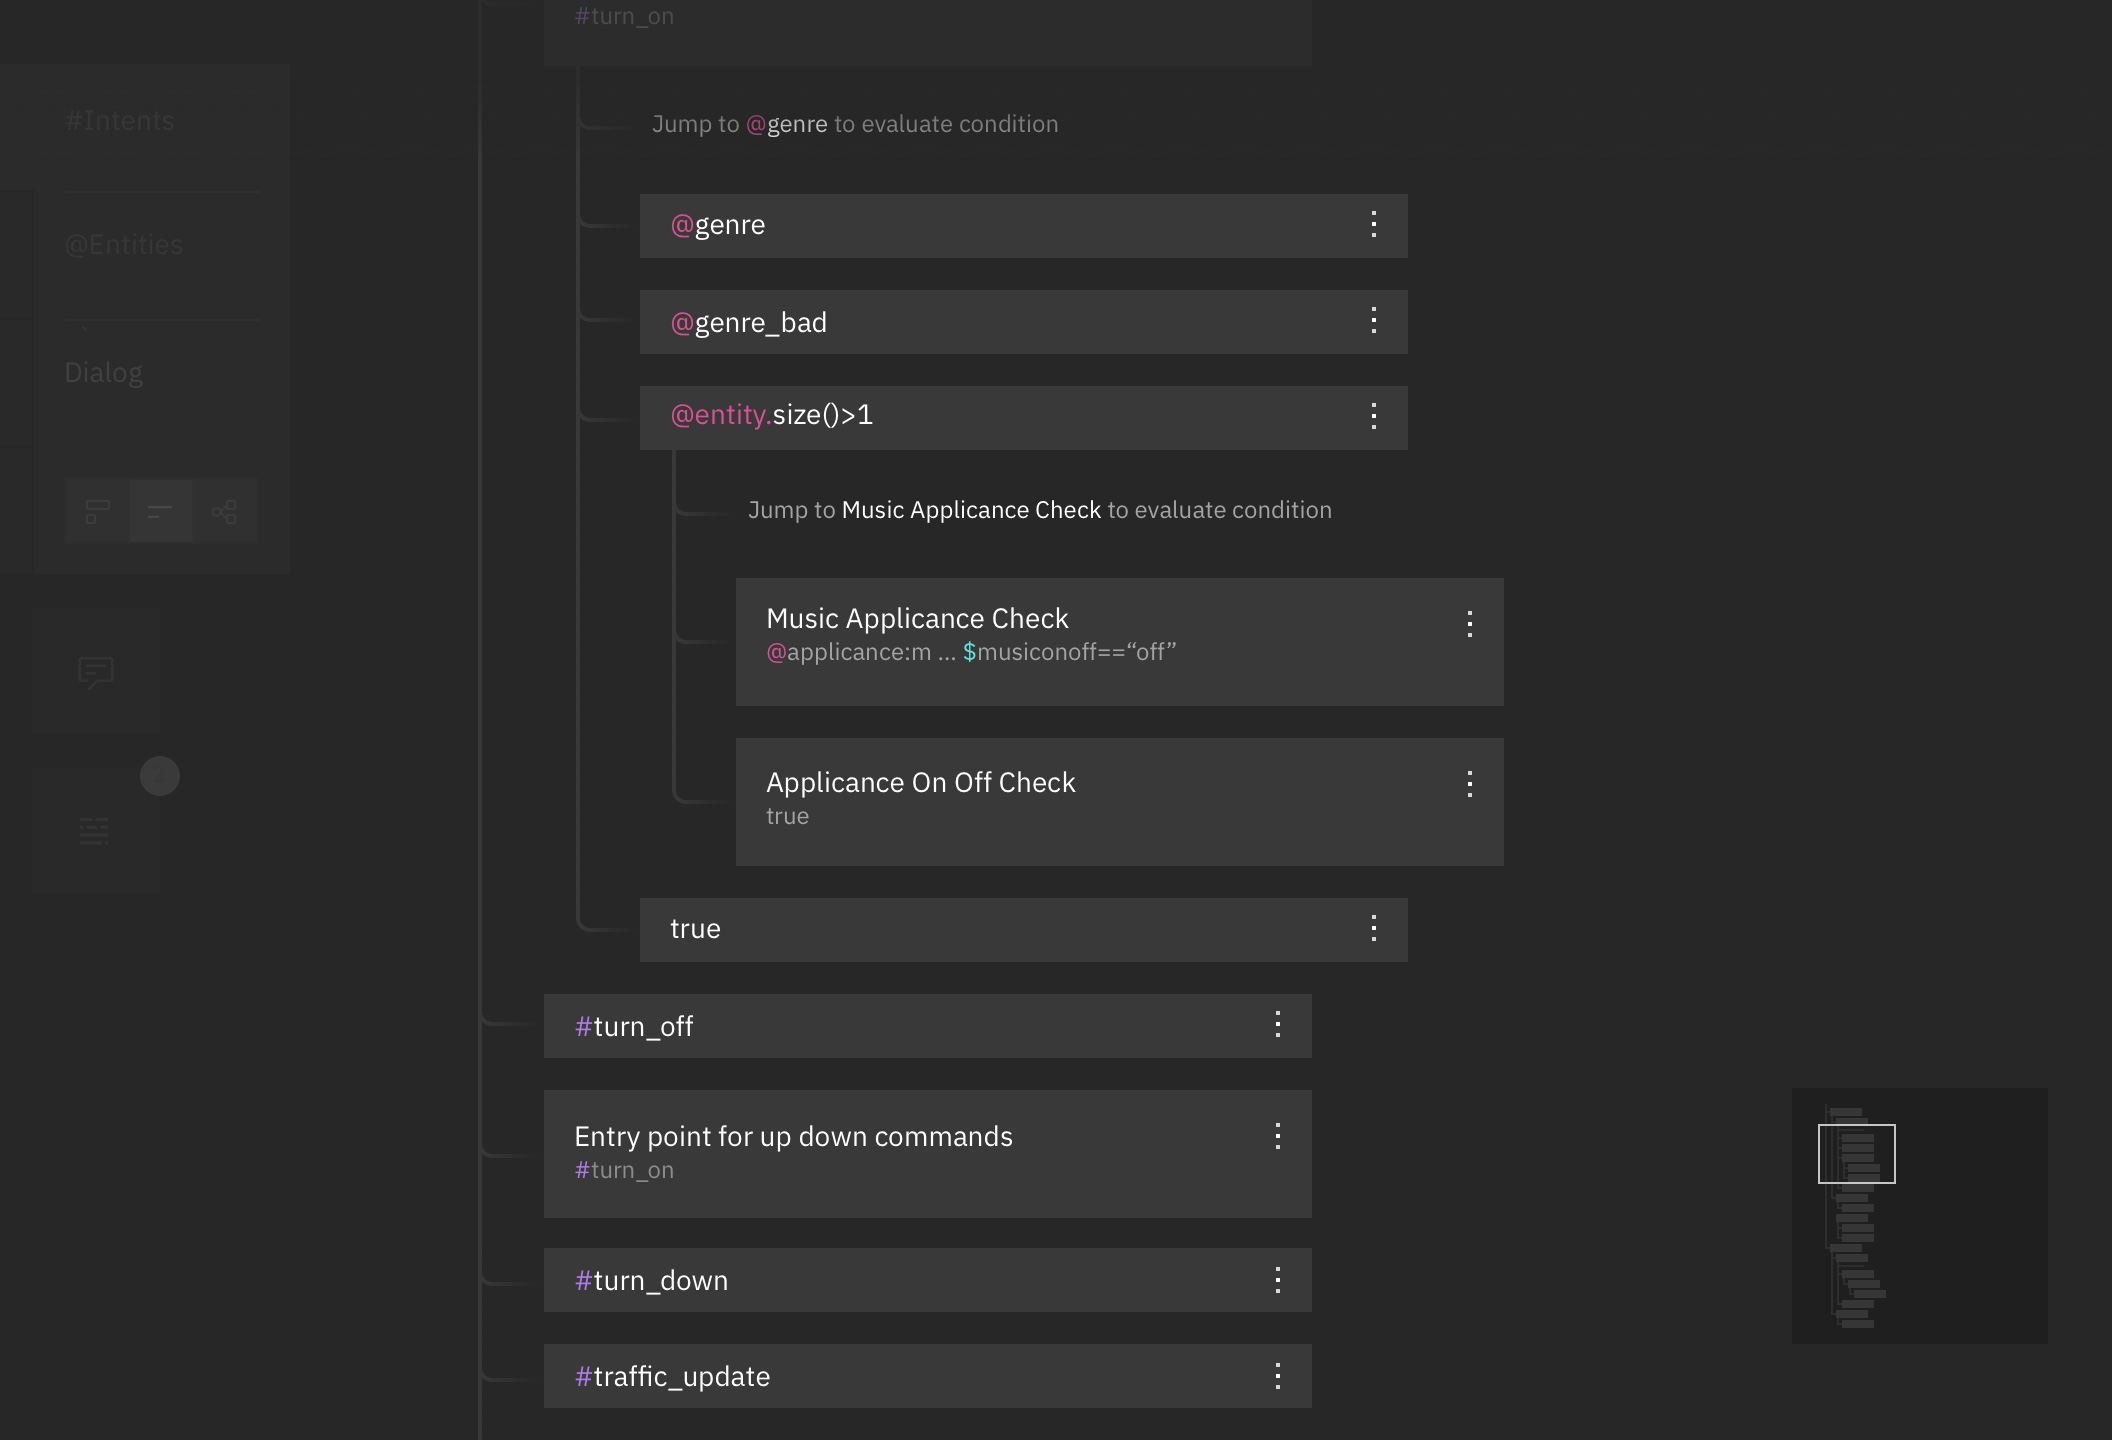 #turn_on
#Intents
Jump to @genre to evaluate condition
@genre
@Entities
@genre_bad
Dialog
@entity.size()>1
Jump to Music Applicance Check to evaluate condition
Music Applicance Check
@applicance:m ... $musiconoff==“off”
Applicance On Off Check
true
true
#turn_off
Entry point for up down commands
#turn_on
#turn_down
#traffic_update